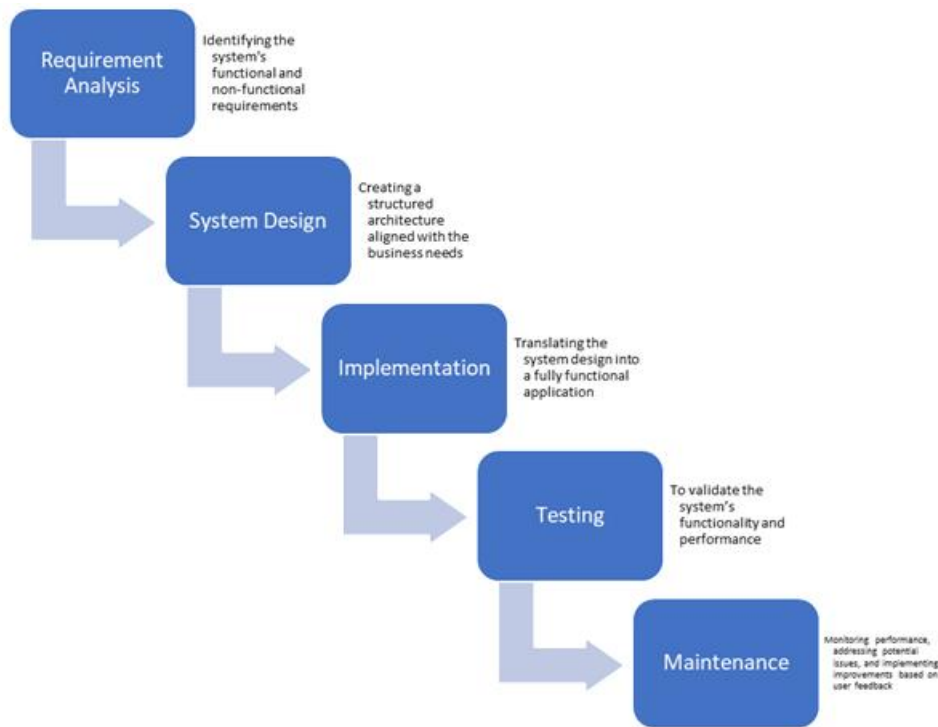 Requirement
Analysis
Identifying the
system's
functional and
non-functional
requirements
System Design
Creating a
structured
architecture
aligned with the
business needs
Implementation
Translating the
system design into
a fully functional
application
Testing
To validate the
system's
functionality and
performance
Maintenance
Monitoring performance,
addressing potential
issues, and implementing
improvements based on
user feedback